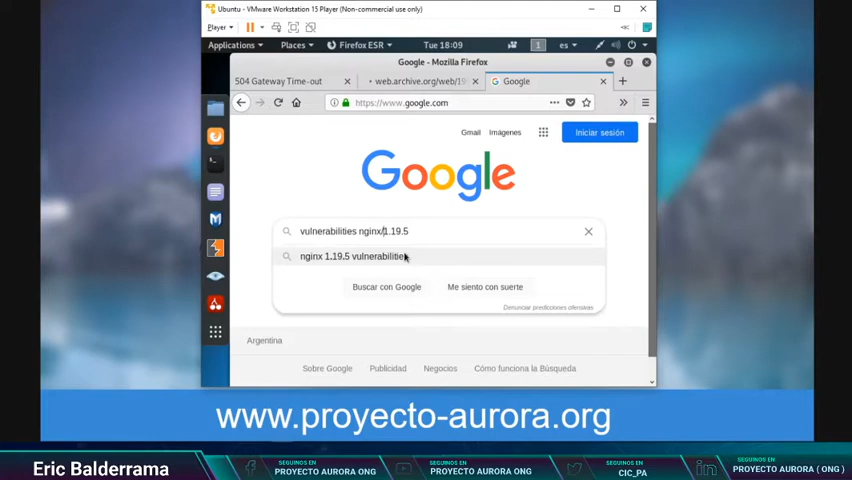 Ubuntu - VMware Workstation 15 Player (Non-commercial use only)
Player
Applications Places Firefox ESR Tue 18:09 1 es
Google - Mozilla Firefox
504 Gateway Time-out web.archive.org/web/19 Google
https://www.google.com
Gmail Imágenes Iniciar sesión
Google
vulnerabilities nginx/1.19.5
nginx 1.19.5 vulnerabilities
Buscar con Google Me siento con suerte
Denunciar predicciones ofensivas
Argentina
Sobre Google Publicidad Negocios Cómo funciona la Búsqueda
www.proyecto-aurora.org
Eric Balderrama
SEGUINOS EN
PROYECTO AURORA ONG
SEGUINOS EN
PROYECTO AURORA ONG
SEGUINOS EN
CIC_PA
SEGUINOS EN
PROYECTO AURORA ( ONG )